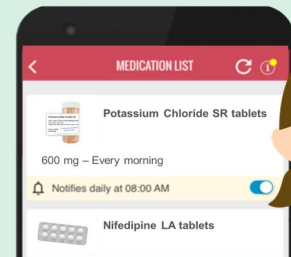 MEDICATION LIST
Potassium Chloride SR tablets
600 mg – Every morning
Notifies daily at 08:00 AM
Nifedipine LA tablets